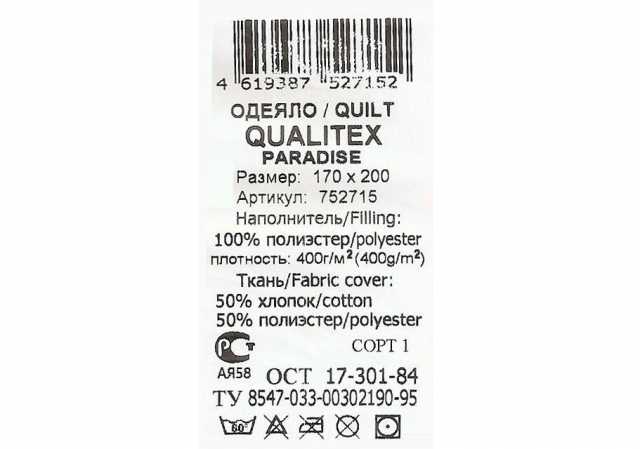 4 619387 527152
ОДЕЯЛО / QUILT
QUALITEX
PARADISE
Размер: 170 x 200
Артикул: 752715
Наполнитель/Filling:
100% полиэстер/polyester
плотность: 400г/м²(400g/m²)
Ткань/Fabric cover:
50% хлопок/cotton
50% полиэстер/polyester
РСТ СОРТ 1
АЯ58 ОСТ 17-301-84
ТУ 8547-033-00302190-95
60°